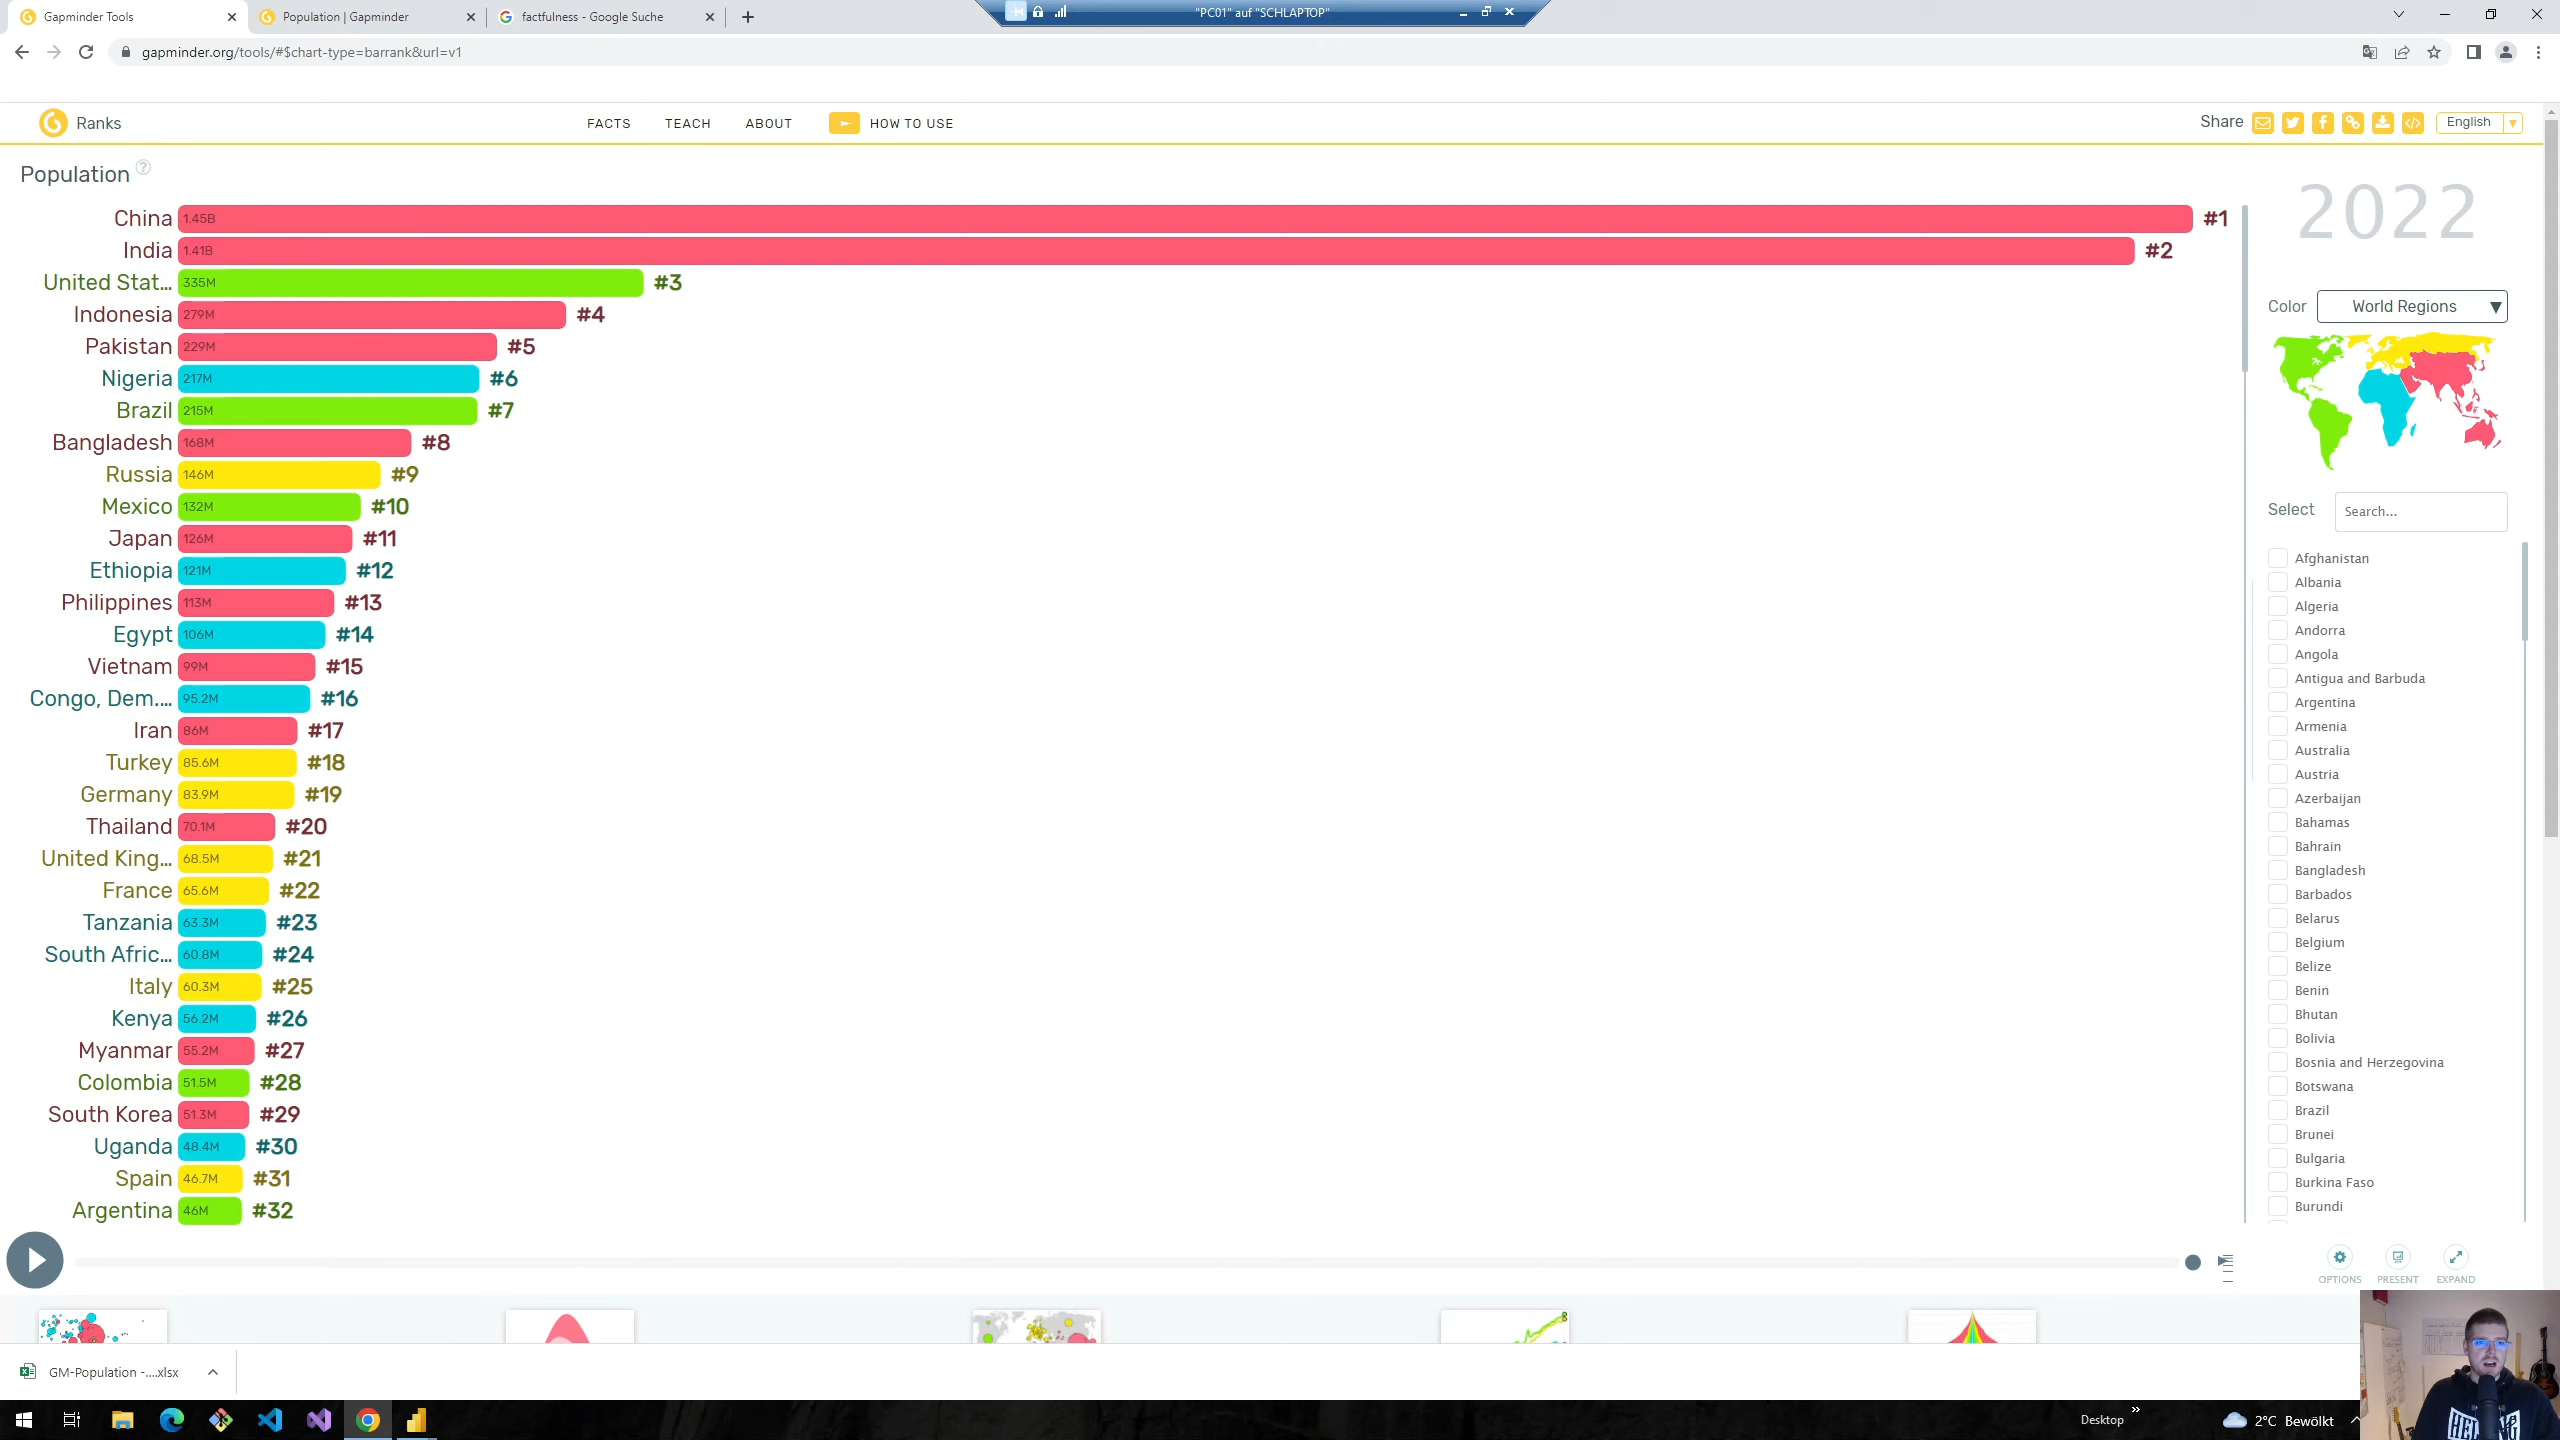 Gapminder Tools
Population | Gapminder
factfulness - Google Suche
"PC01" auf "SCHLAPTOP"
gapminder.org/tools/#$chart-type=barrank&url=v1
Ranks
FACTS
TEACH
ABOUT
HOW TO USE
Share
English
Population ?
2022
China 1.45B #1
India 1.41B #2
United Stat... 335M #3
Indonesia 279M #4
Pakistan 229M #5
Nigeria 217M #6
Brazil 215M #7
Bangladesh 168M #8
Russia 146M #9
Mexico 132M #10
Japan 126M #11
Ethiopia 121M #12
Philippines 113M #13
Egypt 106M #14
Vietnam 99M #15
Congo, Dem.... 95.2M #16
Iran 86M #17
Turkey 85.6M #18
Germany 83.9M #19
Thailand 70.1M #20
United King... 68.5M #21
France 65.6M #22
Tanzania 63.3M #23
South Afric... 60.8M #24
Italy 60.3M #25
Kenya 56.2M #26
Myanmar 55.2M #27
Colombia 51.5M #28
South Korea 51.3M #29
Uganda 48.4M #30
Spain 46.7M #31
Argentina 46M #32
Color World Regions
Select Search...
Afghanistan
Albania
Algeria
Andorra
Angola
Antigua and Barbuda
Argentina
Armenia
Australia
Austria
Azerbaijan
Bahamas
Bahrain
Bangladesh
Barbados
Belarus
Belgium
Belize
Benin
Bhutan
Bolivia
Bosnia and Herzegovina
Botswana
Brazil
Brunei
Bulgaria
Burkina Faso
Burundi
OPTIONS
PRESENT
EXPAND
GM-Population -....xlsx
Desktop
2°C Bewölkt